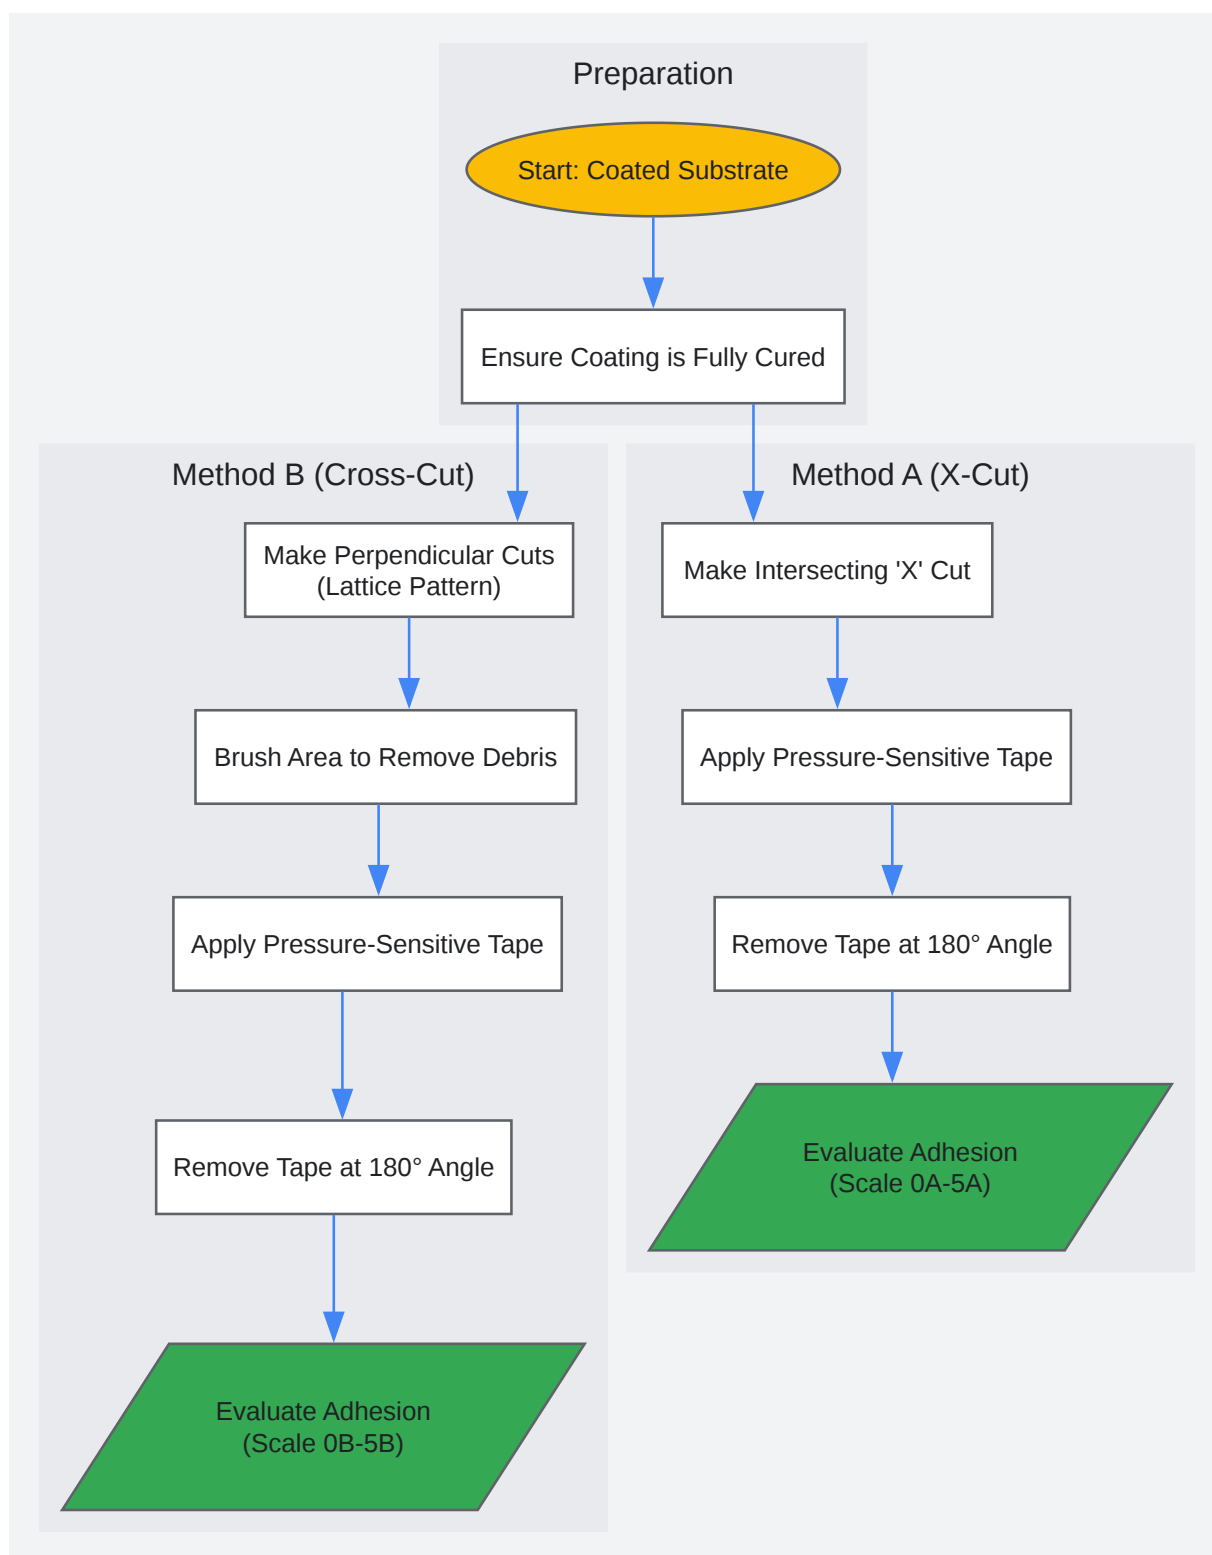 Preparation
Start: Coated Substrate
Ensure Coating is Fully Cured
Method B (Cross-Cut)
Make Perpendicular Cuts
(Lattice Pattern)
Brush Area to Remove Debris
Apply Pressure-Sensitive Tape
Remove Tape at 180° Angle
Evaluate Adhesion
(Scale 0B-5B)
Method A (X-Cut)
Make Intersecting 'X' Cut
Apply Pressure-Sensitive Tape
Remove Tape at 180° Angle
Evaluate Adhesion
(Scale 0A-5A)